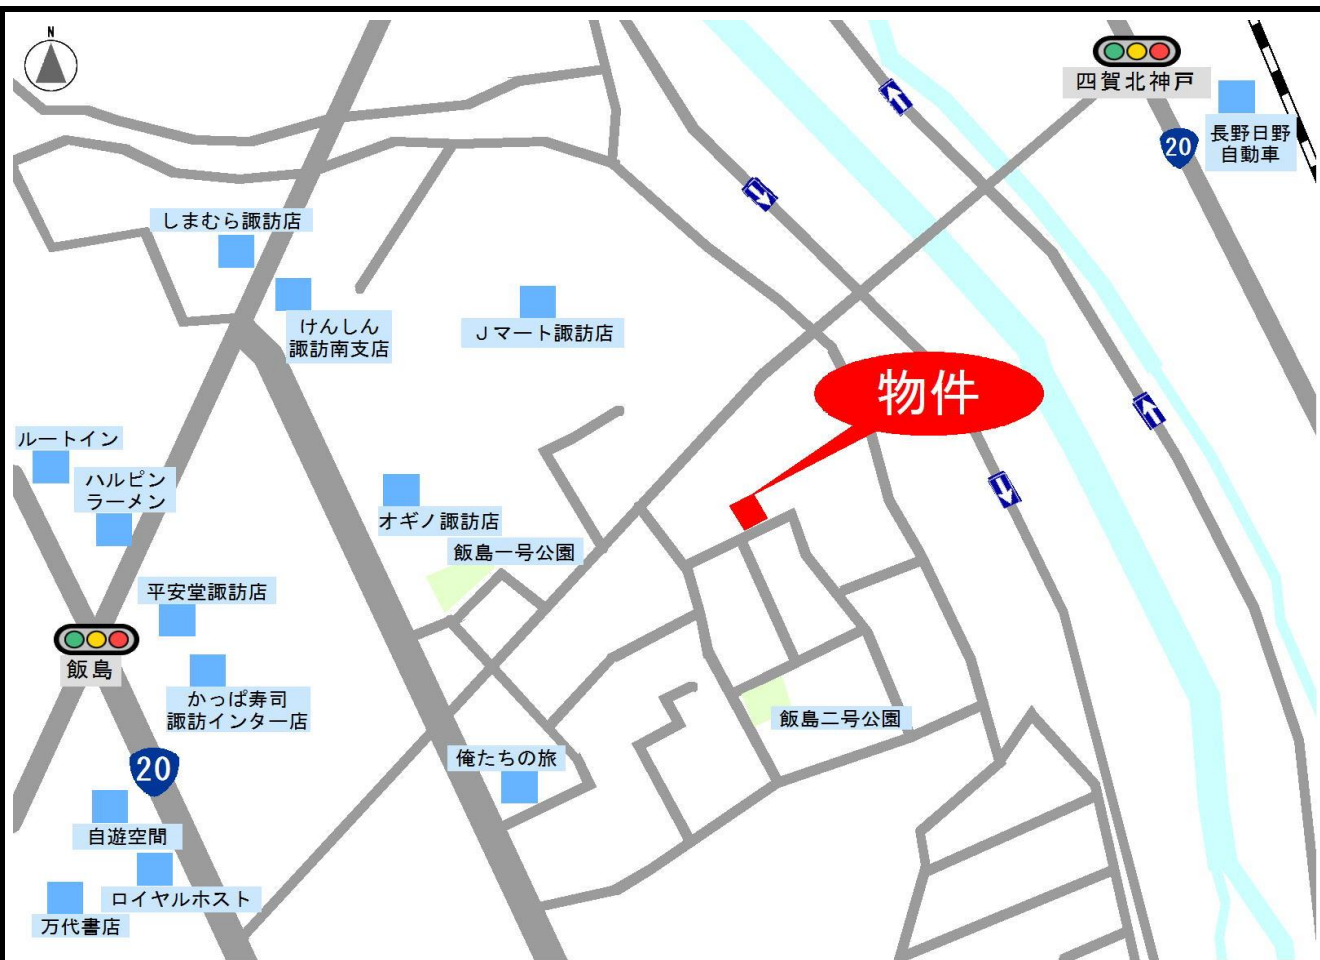 N
四賀北神戸
20
長野日野
自動車
しまむら諏訪店
けんしん
諏訪南支店
Jマート諏訪店
物件
ルートイン
ハルピン
ラーメン
オギノ諏訪店
飯島一号公園
平安堂諏訪店
飯島
かっぱ寿司
諏訪インター店
飯島二号公園
俺たちの旅
20
自遊空間
ロイヤルホスト
万代書店